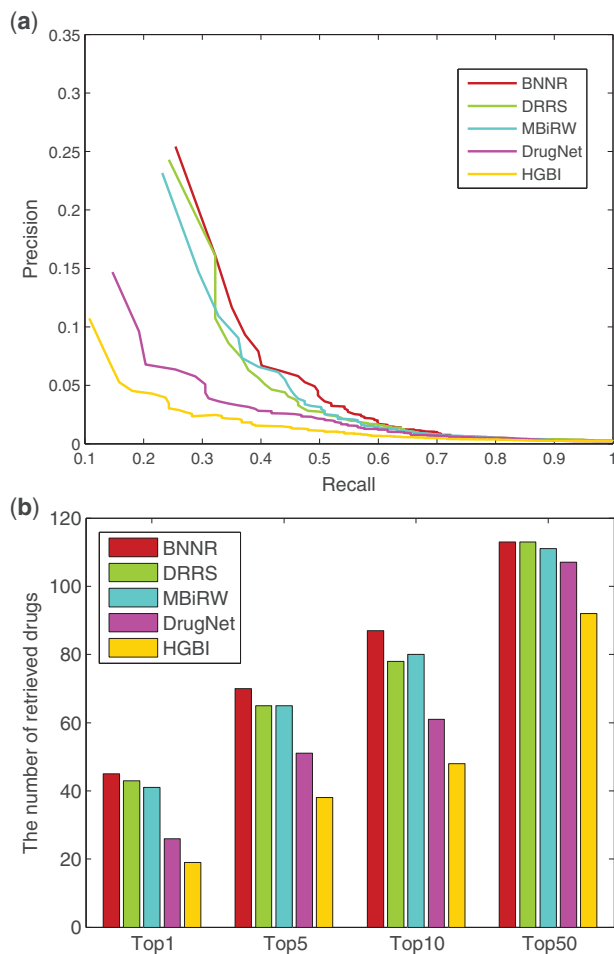 (a)
0.35
0.3
0.25
0.2
0.15
0.1
0.05
0
Precision
BNNR
DRRS
MBiRW
DrugNet
HGBI
0.1 0.2 0.3 0.4 0.5 0.6 0.7 0.8 0.9 1
Recall
(b)
120
100
80
60
40
20
0
The number of retrieved drugs
BNNR
DRRS
MBiRW
DrugNet
HGBI
Top1 Top5 Top10 Top50